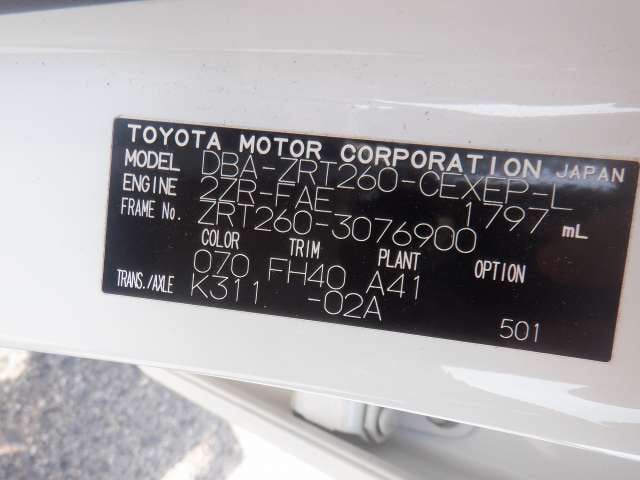 TOYOTA MOTOR CORPORATION JAPAN
MODEL DBA-ZRT260-CEXEP-L
ENGINE 2ZR-FAE 1797 mL
FRAME No. ZRT260-3076900
COLOR TRIM PLANT OPTION
070 FH40 A41
TRANS./AXLE K311 -02A
501